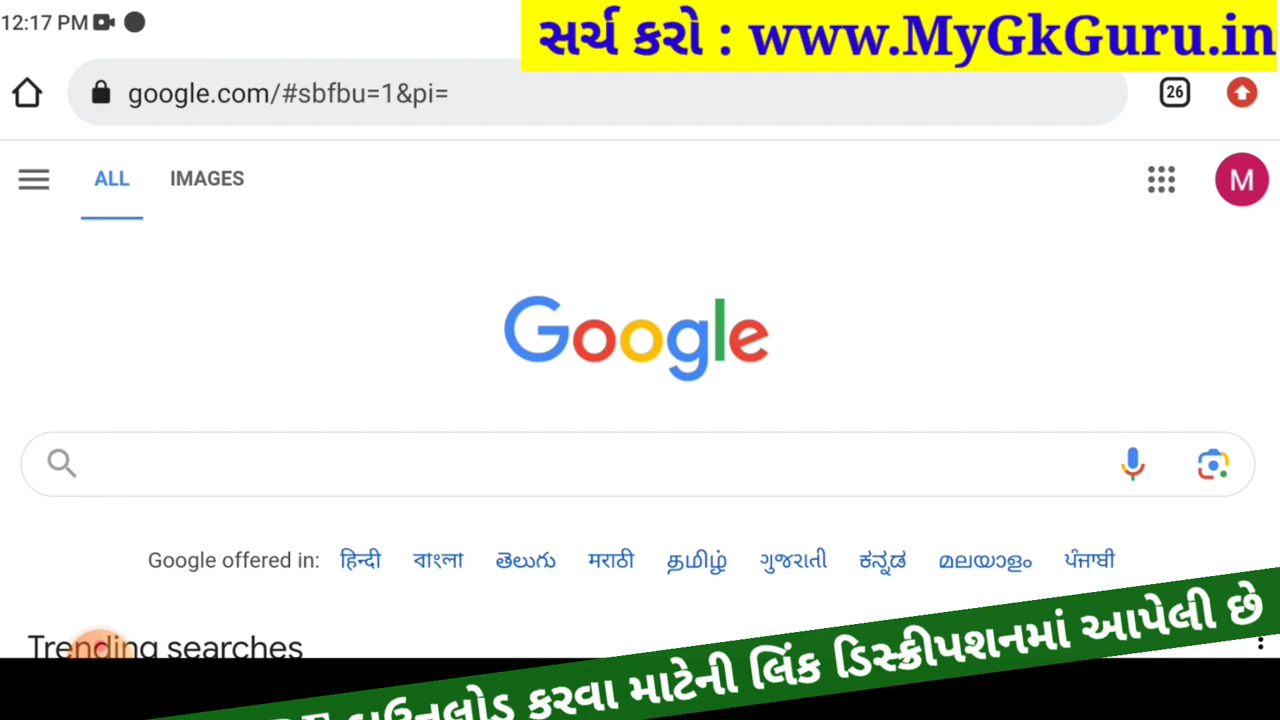 12:17 PM
સર્ચ કરો : www.MyGkGuru.in
google.com/#sbfbu=1&pi=
26
ALL IMAGES
M
Google
Google offered in: हिन्दी বাংলা తెలుగు मराठी தமிழ் ગુજરાતી ಕನ್ನಡ മലയാളം ਪੰਜਾਬੀ
Trending searches
ડાઉનલોડ કરવા માટેની લિંક ડિસ્ક્રીપશનમાં આપેલી છે